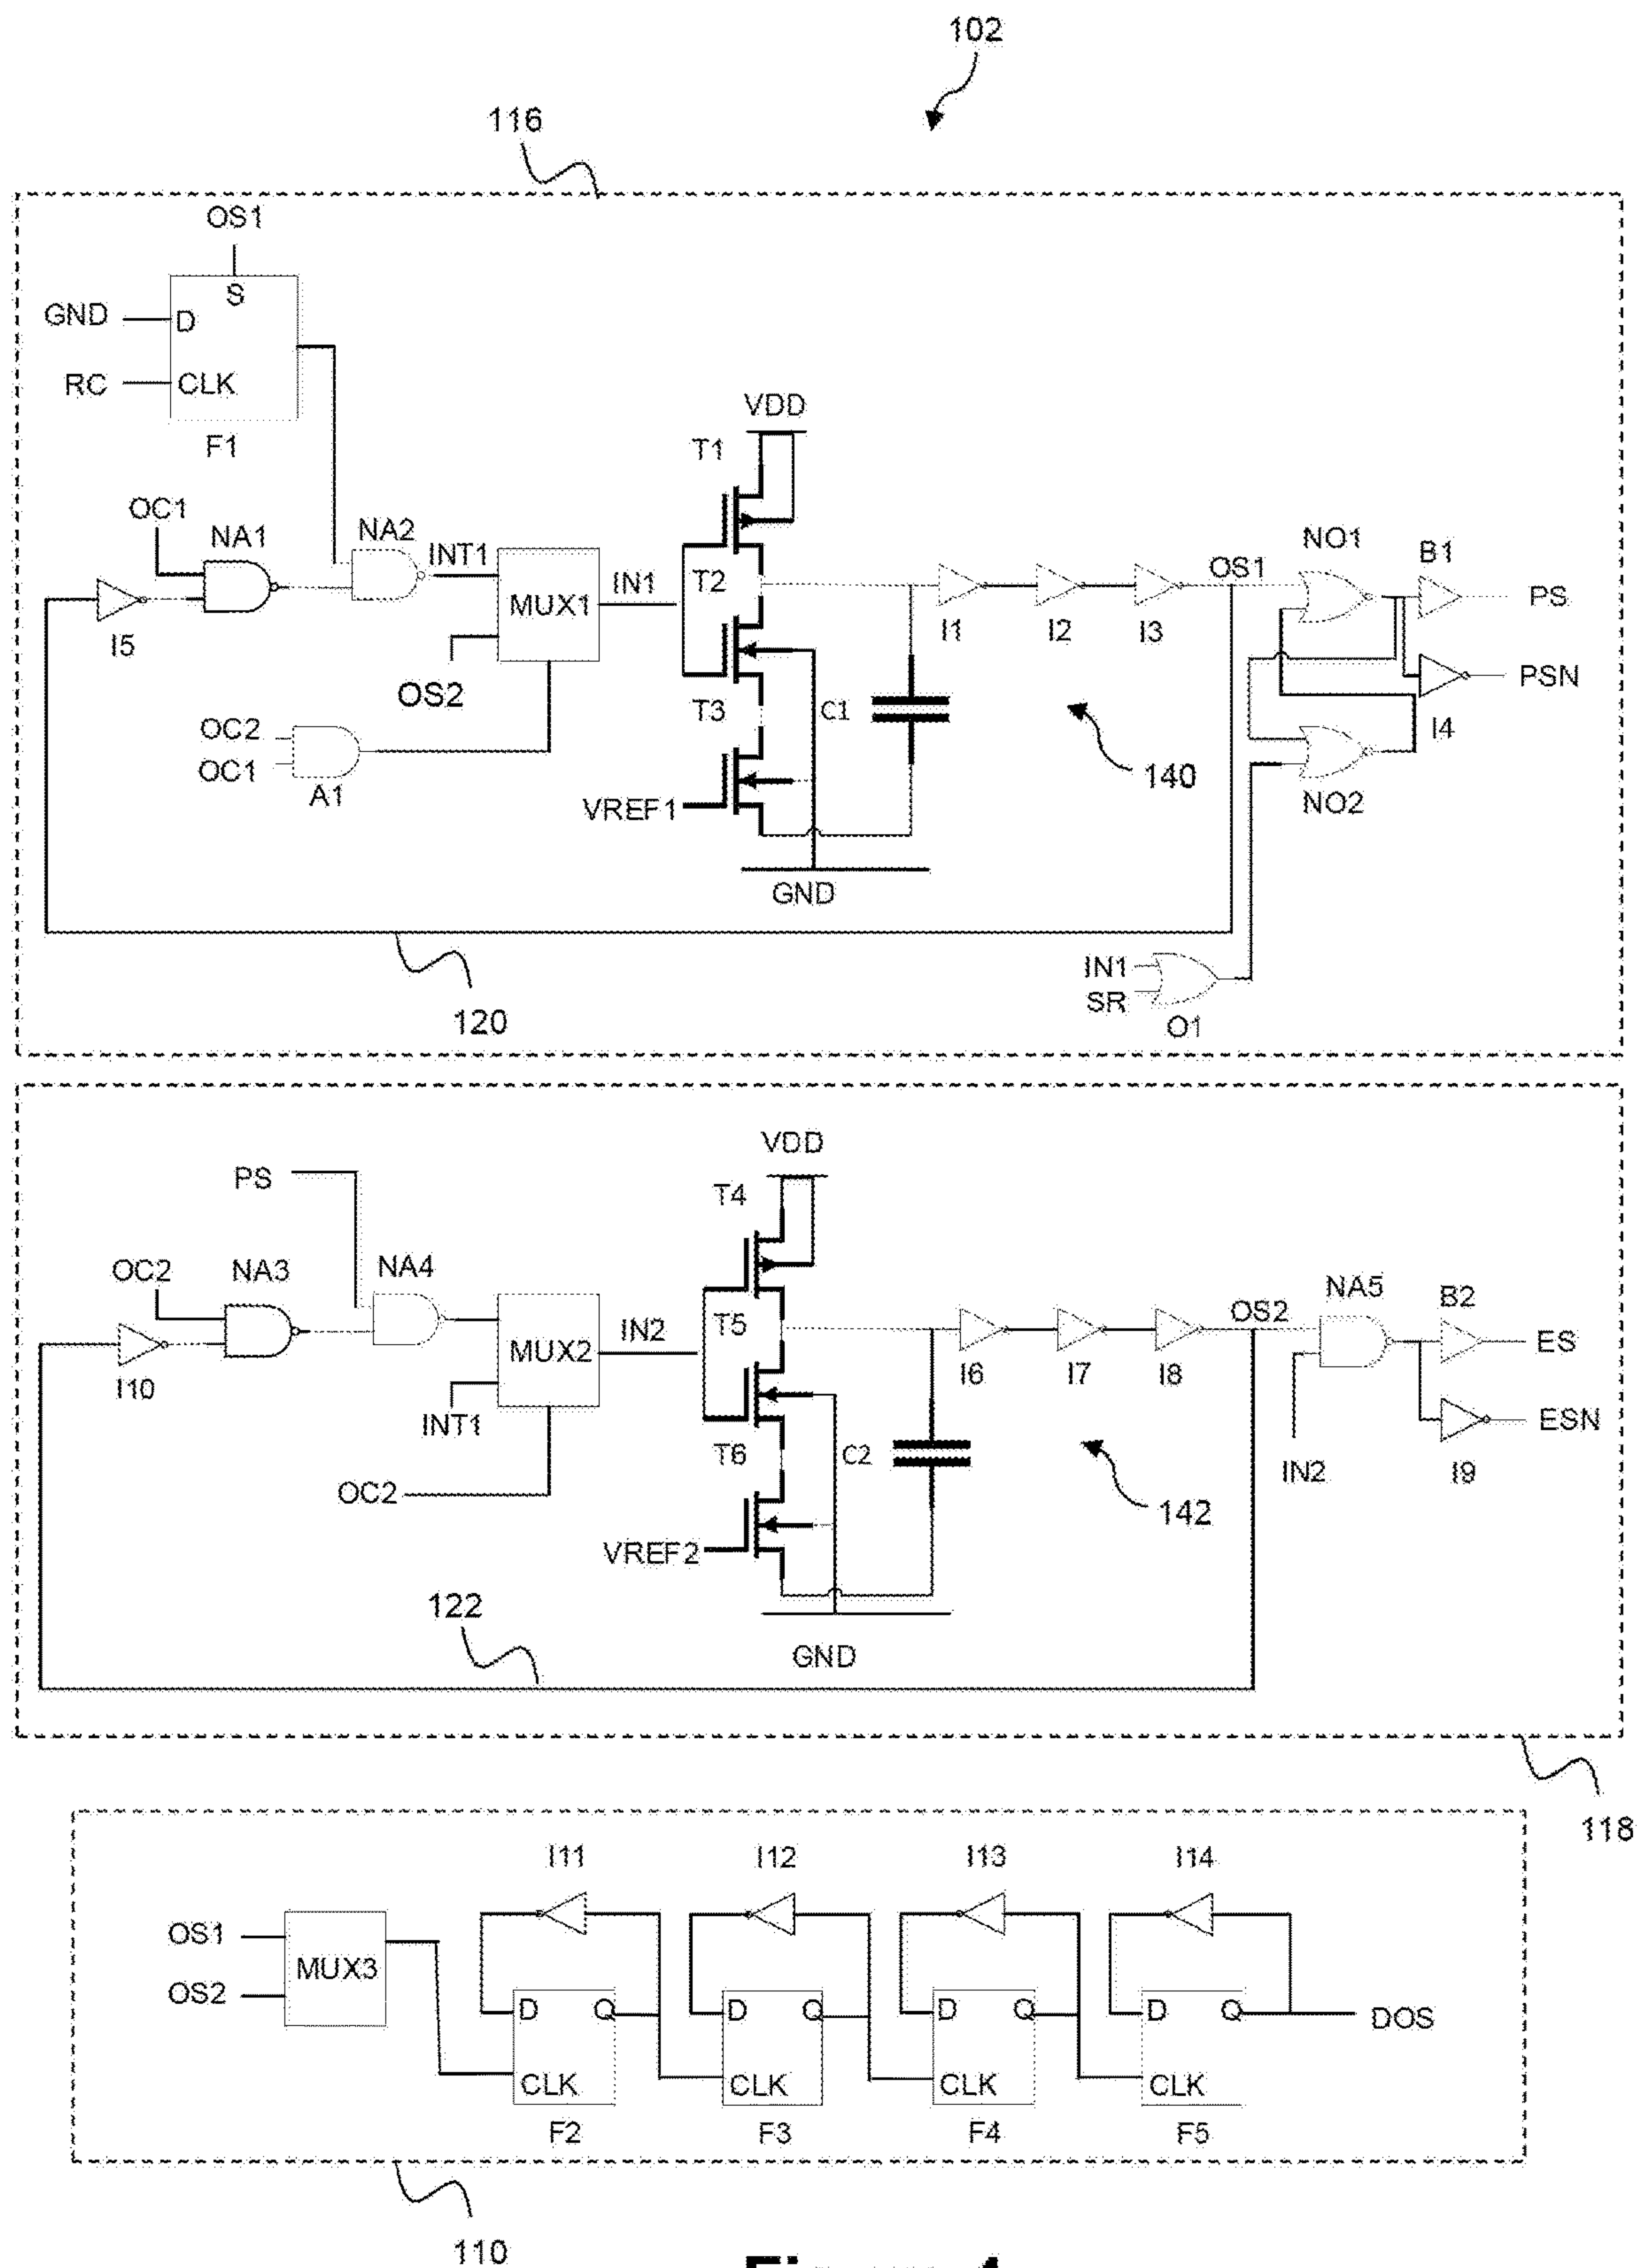 102
116
OS1
S
GND
D
RC
CLK
F1
VDD
T1
OC1
NA1
NA2
INT1
T2
MUX1
IN1
I5
OS2
T3
C1
OC2
OC1
A1
VREF1
GND
I1
I2
I3
OS1
NO1
B1
PS
PSN
I4
NO2
140
IN1
SR
O1
120
VDD
PS
T4
OC2
NA3
NA4
T5
MUX2
IN2
I10
INT1
T6
C2
OC2
VREF2
GND
I6
I7
I8
OS2
NA5
B2
ES
ESN
IN2
I9
142
122
118
I11
I12
I13
I14
OS1
OS2
MUX3
D
Q
CLK
F2
D
Q
CLK
F3
D
Q
CLK
F4
D
Q
CLK
F5
DOS
110